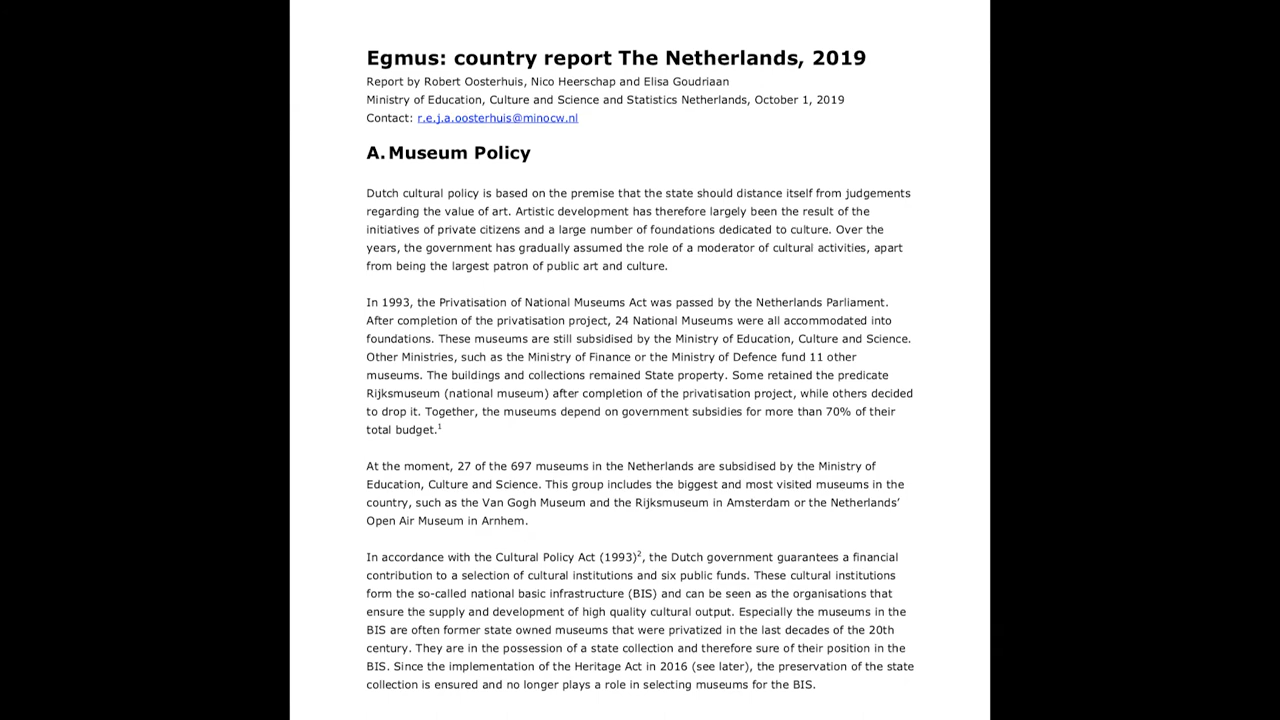 Egmus: country report The Netherlands, 2019
Report by Robert Oosterhuis, Nico Heerschap and Elisa Goudriaan
Ministry of Education, Culture and Science and Statistics Netherlands, October 1, 2019
Contact: r.e.j.a.oosterhuis@minocw.nl
A. Museum Policy
Dutch cultural policy is based on the premise that the state should distance itself from judgements
regarding the value of art. Artistic development has therefore largely been the result of the
initiatives of private citizens and a large number of foundations dedicated to culture. Over the
years, the government has gradually assumed the role of a moderator of cultural activities, apart
from being the largest patron of public art and culture.
In 1993, the Privatisation of National Museums Act was passed by the Netherlands Parliament.
After completion of the privatisation project, 24 National Museums were all accommodated into
foundations. These museums are still subsidised by the Ministry of Education, Culture and Science.
Other Ministries, such as the Ministry of Finance or the Ministry of Defence fund 11 other
museums. The buildings and collections remained State property. Some retained the predicate
Rijksmuseum (national museum) after completion of the privatisation project, while others decided
to drop it. Together, the museums depend on government subsidies for more than 70% of their
total budget.1
At the moment, 27 of the 697 museums in the Netherlands are subsidised by the Ministry of
Education, Culture and Science. This group includes the biggest and most visited museums in the
country, such as the Van Gogh Museum and the Rijksmuseum in Amsterdam or the Netherlands’
Open Air Museum in Arnhem.
In accordance with the Cultural Policy Act (1993)2, the Dutch government guarantees a financial
contribution to a selection of cultural institutions and six public funds. These cultural institutions
form the so-called national basic infrastructure (BIS) and can be seen as the organisations that
ensure the supply and development of high quality cultural output. Especially the museums in the
BIS are often former state owned museums that were privatized in the last decades of the 20th
century. They are in the possession of a state collection and therefore sure of their position in the
BIS. Since the implementation of the Heritage Act in 2016 (see later), the preservation of the state
collection is ensured and no longer plays a role in selecting museums for the BIS.